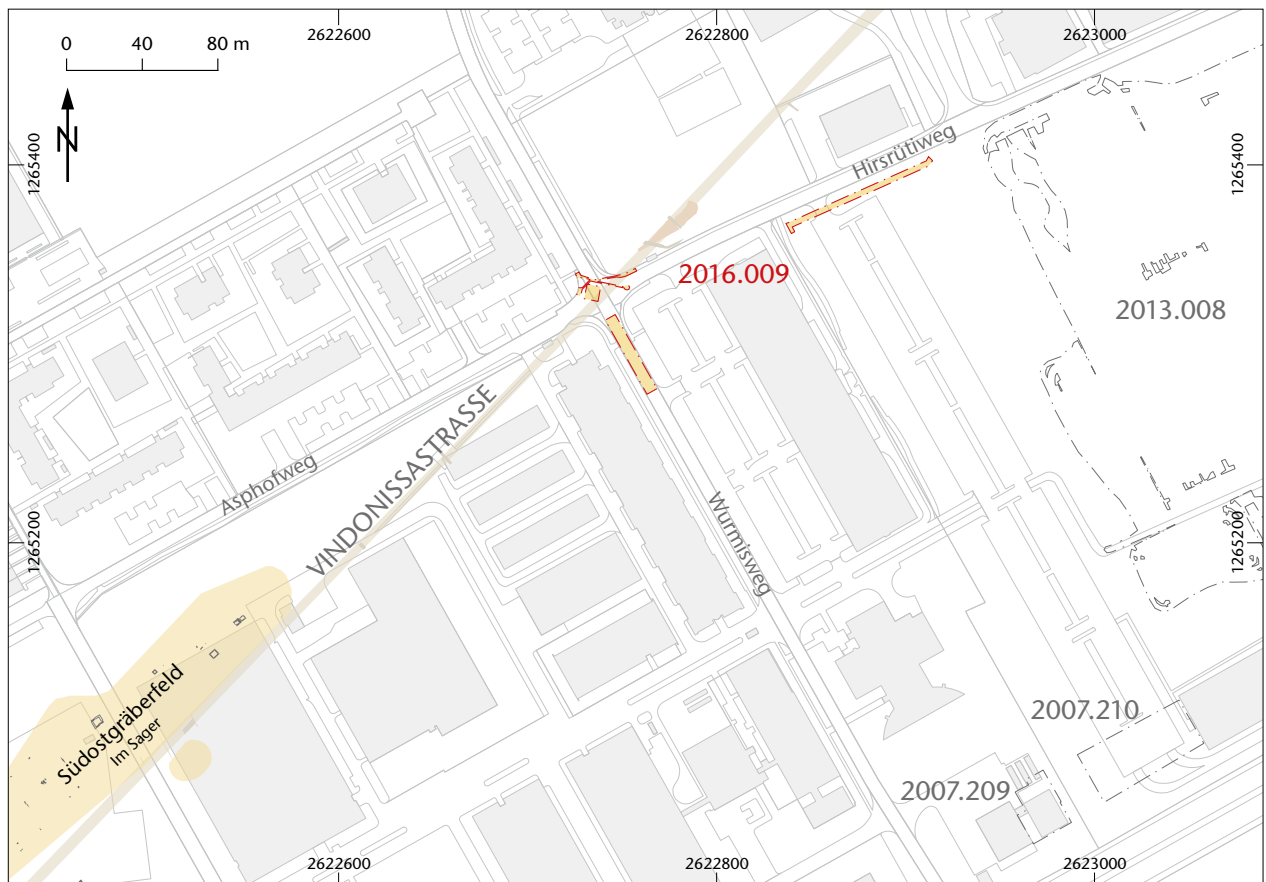 2622600
2622800
2623000
0 40 80 m
N
1265400
1265400
Hirsrütiweg
2016.009
2013.008
VINDONISSASTRASSE
Asphofweg
Wurmisweg
1265200
1265200
Südostgräberfeld
Im Sager
2007.210
2007.209
2622600
2622800
2623000